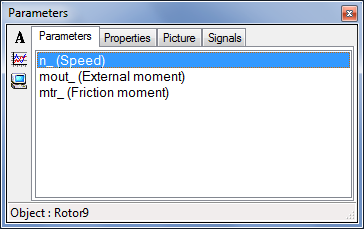 Parameters
A
Parameters Properties Picture Signals
n_ (Speed)
mout_ (External moment)
mtr_ (Friction moment)
Object : Rotor9